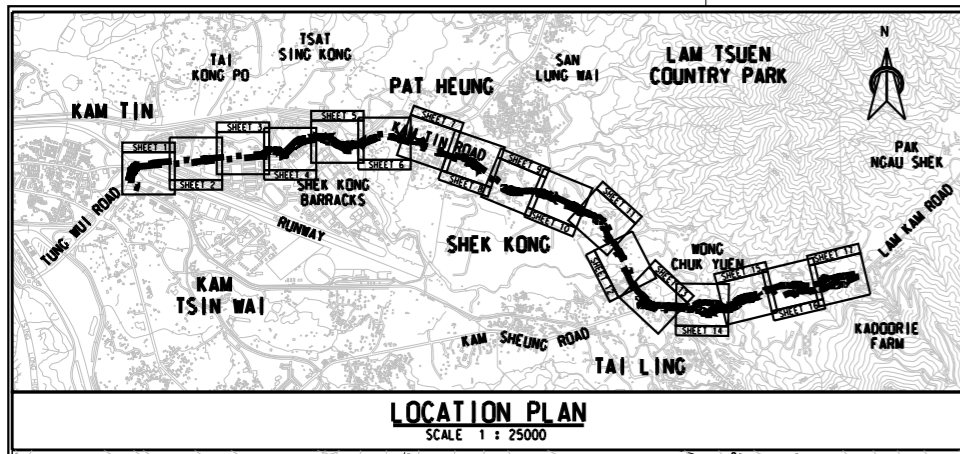 TSAT
SING KONG
TAI
KONG PO
SAN
LUNG WAI
LAM TSUEN
COUNTRY PARK
N
PAT HEUNG
KAM TIN
SHEET 1
SHEET 2
SHEET 3
SHEET 4
SHEET 5
SHEET 6
SHEET 7
KAM TIN ROAD
SHEET 8
SHEET 9
SHEET 10
PAK
NGAU SHEK
SHEK KONG
BARRACKS
TUNG WUI ROAD
RUNWAY
SHEK KONG
LAM KAM ROAD
WONG
CHUK YUEN
SHEET 12
SHEET 14
SHEET 15
SHEET 16
SHEET 17
KAM
TSIN WAI
KAM SHEUNG ROAD
TAI LING
KADOORIE
FARM
LOCATION PLAN
SCALE 1 : 25000